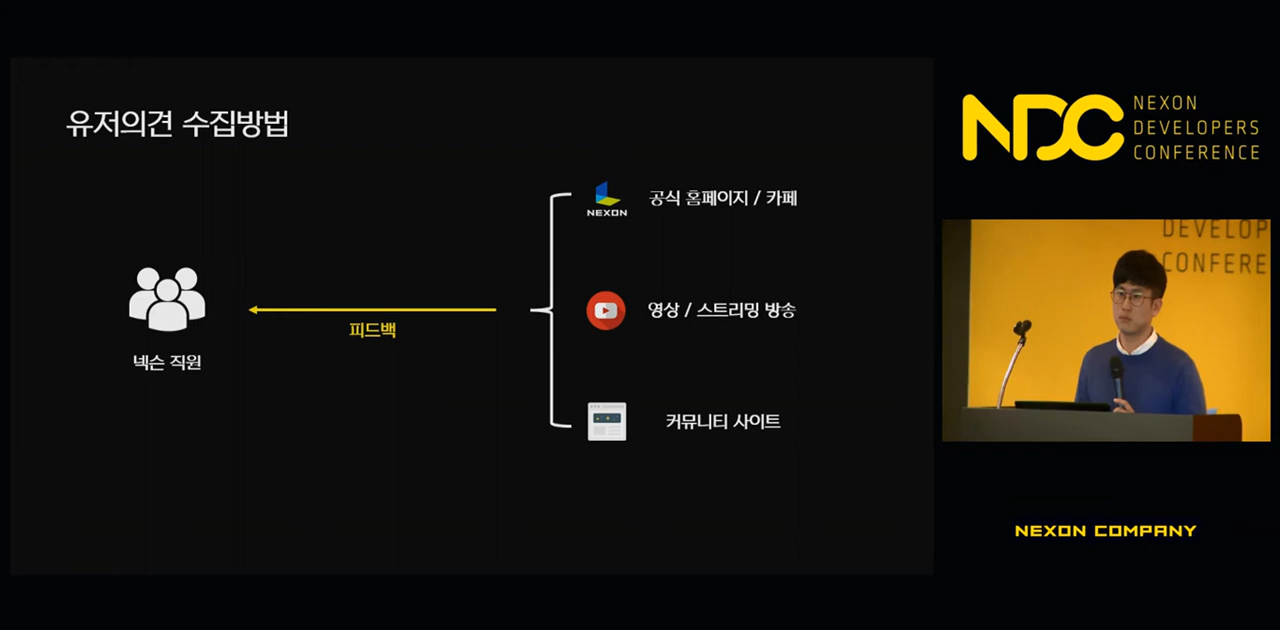 유저의견 수집방법
넥슨 직원
피드백
NEXON
공식 홈페이지 / 카페
영상 / 스트리밍 방송
커뮤니티 사이트
NDC
NEXON
DEVELOPERS
CONFERENCE
DEVELOP
CONFERE
NEXON COMPANY